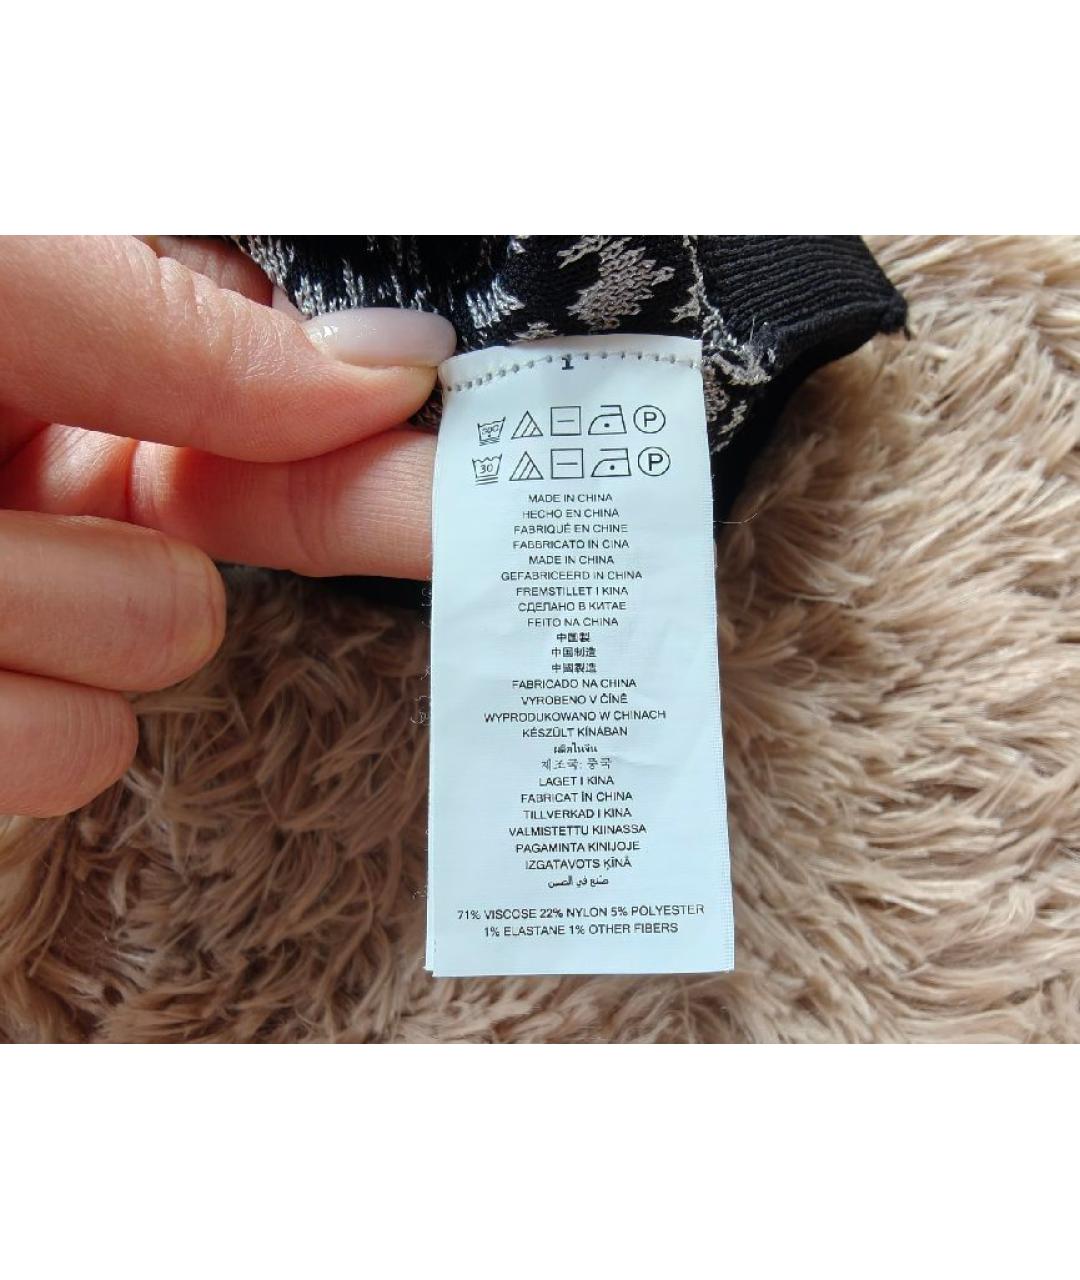 1
30C P
30 P
MADE IN CHINA
HECHO EN CHINA
FABRIQUÉ EN CHINE
FABBRICATO IN CINA
MADE IN CHINA
GEFABRICEERD IN CHINA
FREMSTILLET I KINA
СДЕЛАНО В КИТАЕ
FEITO NA CHINA
中国製
中国制造
中國製造
FABRICADO NA CHINA
VYROBENO V ČÍNĚ
WYPRODUKOWANO W CHINACH
KÉSZÜLT KÍNÁBAN
ผลิตในจีน
제조국: 중국
LAGET I KINA
FABRICAT ÎN CHINA
TILLVERKAD I KINA
VALMISTETTU KIINASSA
PAGAMINTA KINIJOJE
IZGATAVOTS ĶĪNĀ
صنع في الصين
71% VISCOSE 22% NYLON 5% POLYESTER
1% ELASTANE 1% OTHER FIBERS